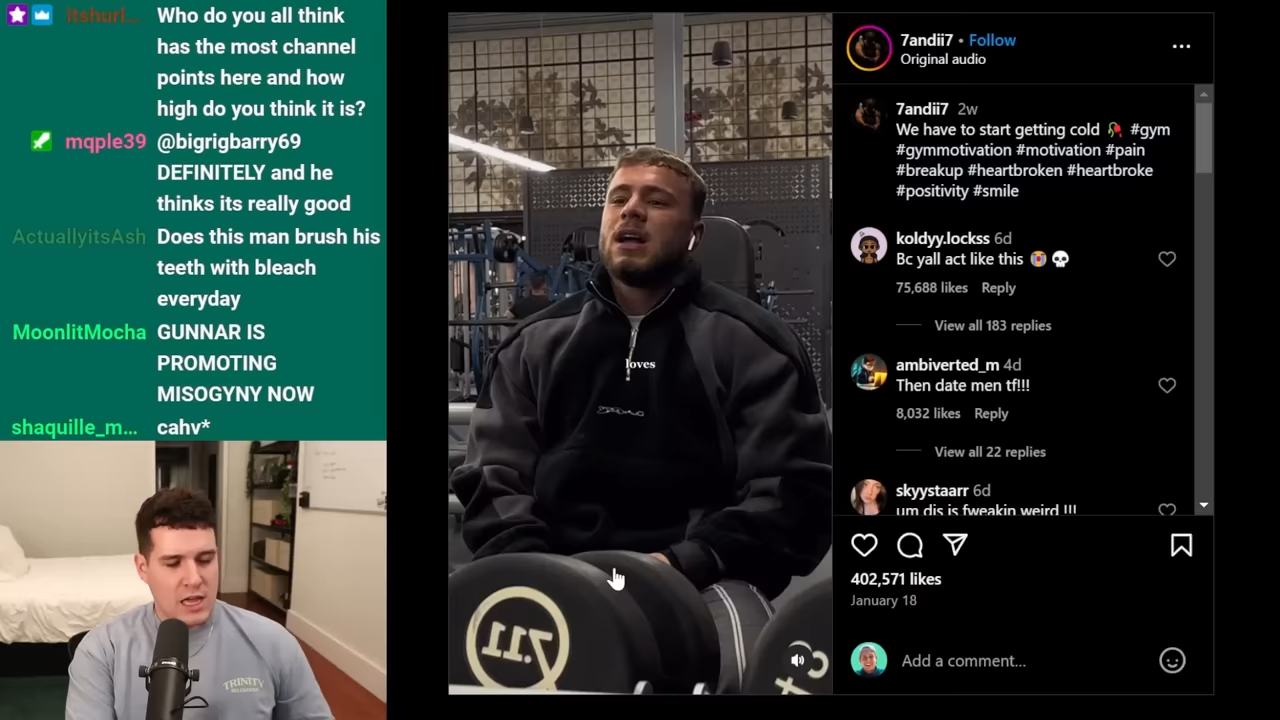 itshurl...
Who do you all think
has the most channel
points here and how
high do you think it is?
mqple39
@bigrigbarry69
DEFINITELY and he
thinks its really good
ActuallyitsAsh
Does this man brush his
teeth with bleach
everyday
MoonlitMocha
GUNNAR IS
PROMOTING
MISOGYNY NOW
shaquille_m...
cahv*
TRINITY
loves
7andii7 • Follow
Original audio
7andii7 2w
We have to start getting cold 🥀 #gym
#gymmotivation #motivation #pain
#breakup #heartbroken #heartbroke
#positivity #smile
koldyy.lockss 6d
Bc yall act like this 😭 💀
75,688 likes Reply
View all 183 replies
ambiverted_m 4d
Then date men tf!!!
8,032 likes Reply
View all 22 replies
skyystaarr 6d
um dis is fweakin weird !!!
402,571 likes
January 18
Add a comment...